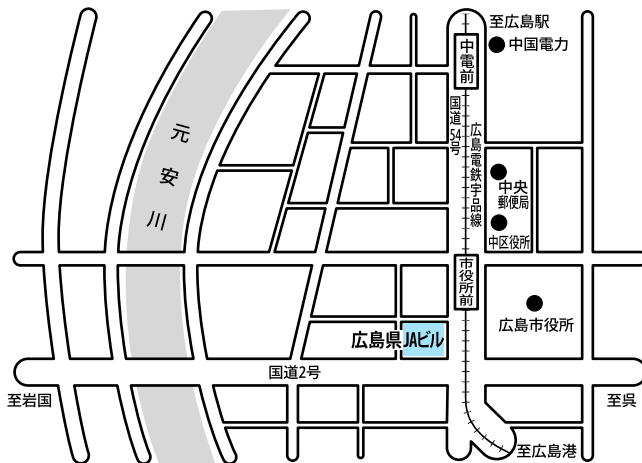 至広島駅
中国電力
中電前
国道54号
広島電鉄宇品線
元安川
中央
郵便局
中区役所
市役所前
広島市役所
広島県JAビル
国道2号
至岩国
至呉
至広島港